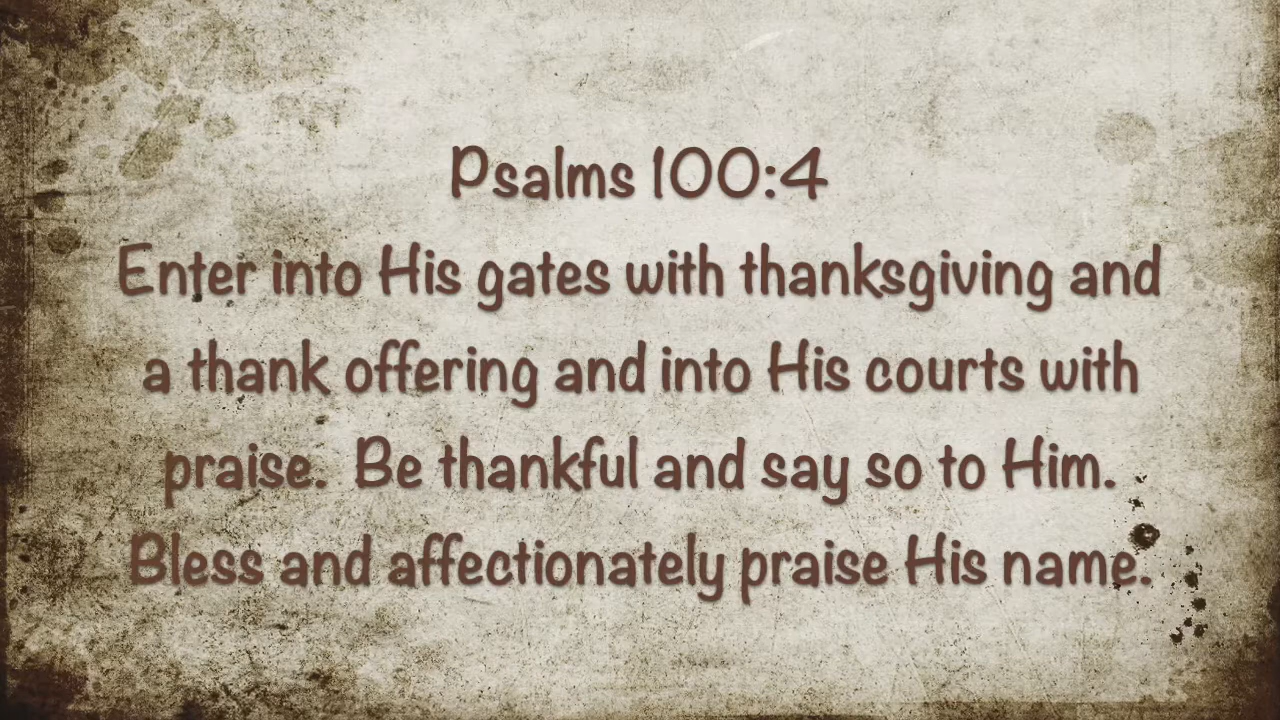 Psalms 100:4
Enter into His gates with thanksgiving and
a thank offering and into His courts with
praise.  Be thankful and say so to Him.
Bless and affectionately praise His name.